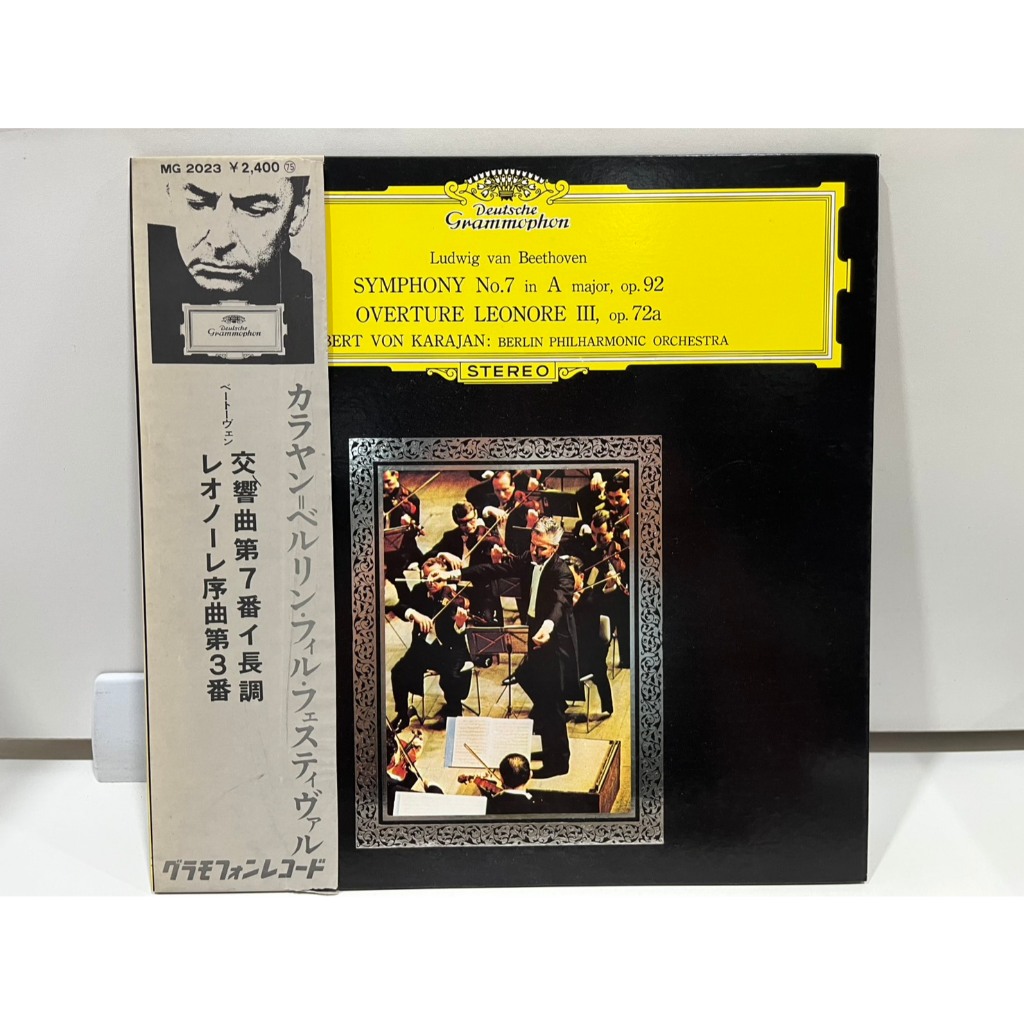 MG 2023 ¥2,400 ㊄
Deutsche
Grammophon
カラヤン=ベルリン・フィル・フェスティヴァル
ベートーヴェン
交響曲第7番イ長調
レオノーレ序曲第3番
グラモフォンレコード
Deutsche
Grammophon
Ludwig van Beethoven
SYMPHONY No.7 in A major, op.92
OVERTURE LEONORE III, op.72a
BERT VON KARAJAN: BERLIN PHILHARMONIC ORCHESTRA
STEREO